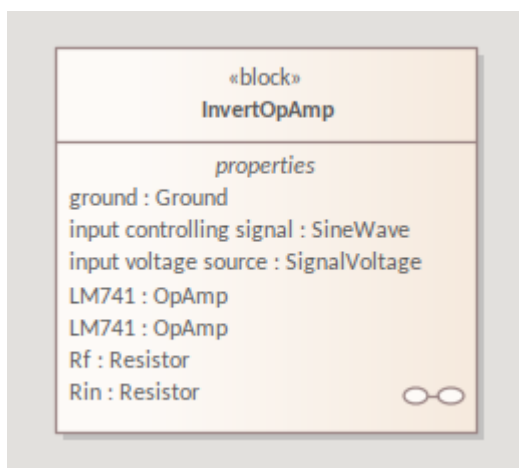 «block»
InvertOpAmp
properties
ground : Ground
input controlling signal : SineWave
input voltage source : SignalVoltage
LM741 : OpAmp
LM741 : OpAmp
Rf : Resistor
Rin : Resistor